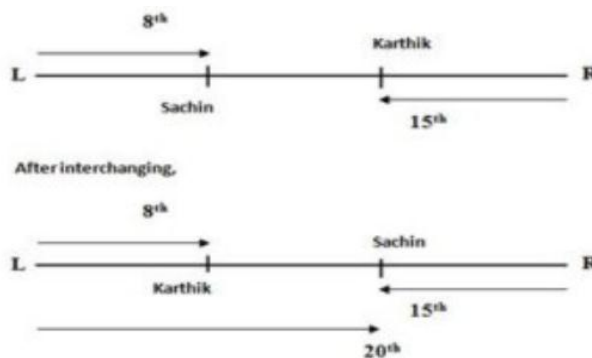 8th
Karthik
L R
Sachin
15th
After interchanging,
8th
Sachin
L R
Karthik
15th
20th